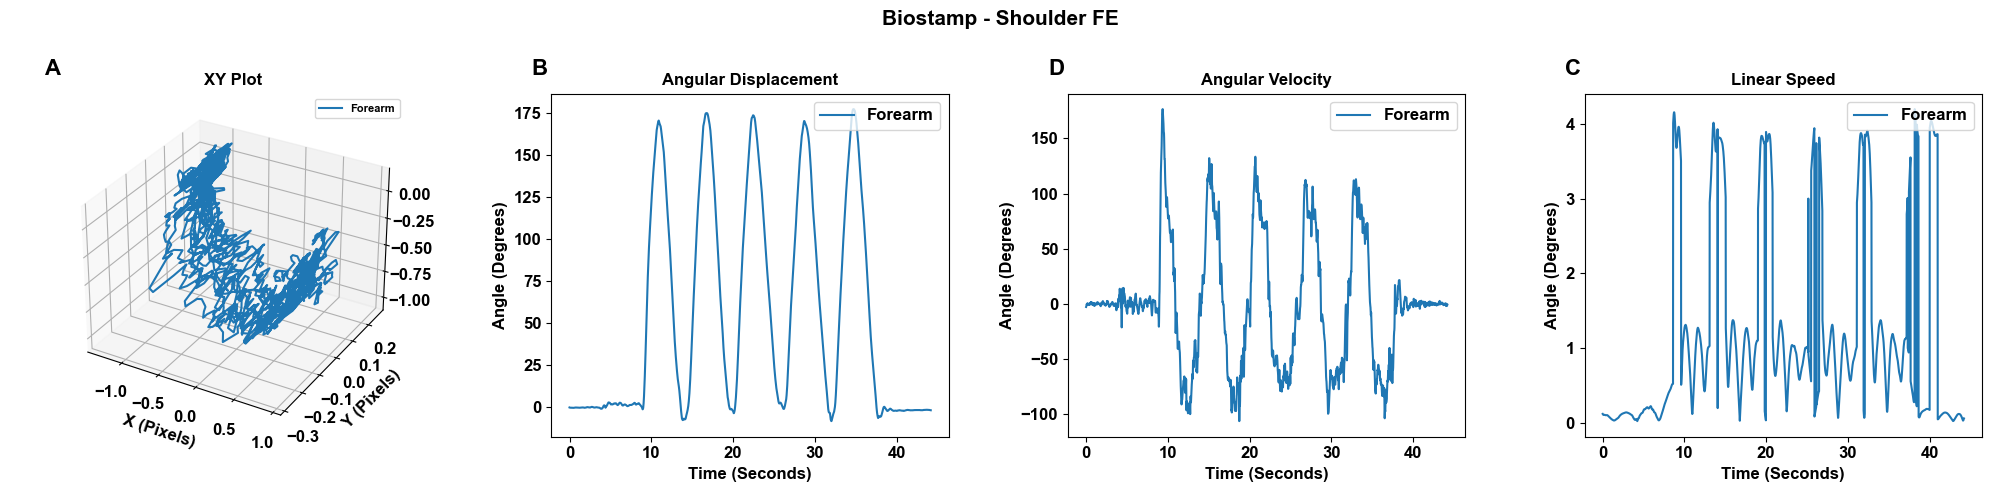 Biostamp - Shoulder FE
A
XY Plot
Forearm
0.00
−0.25
−0.50
−0.75
−1.00
−1.0
−0.5
0.0
0.5
1.0
X (Pixels)
−0.3
−0.2
−0.1
0.0
0.1
0.2
Y (Pixels)
B
Angular Displacement
Forearm
175
150
125
100
75
50
25
0
Angle (Degrees)
0 10 20 30 40
Time (Seconds)
D
Angular Velocity
Forearm
150
100
50
0
−50
−100
Angle (Degrees)
0 10 20 30 40
Time (Seconds)
C
Linear Speed
Forearm
4
3
2
1
0
Angle (Degrees)
0 10 20 30 40
Time (Seconds)